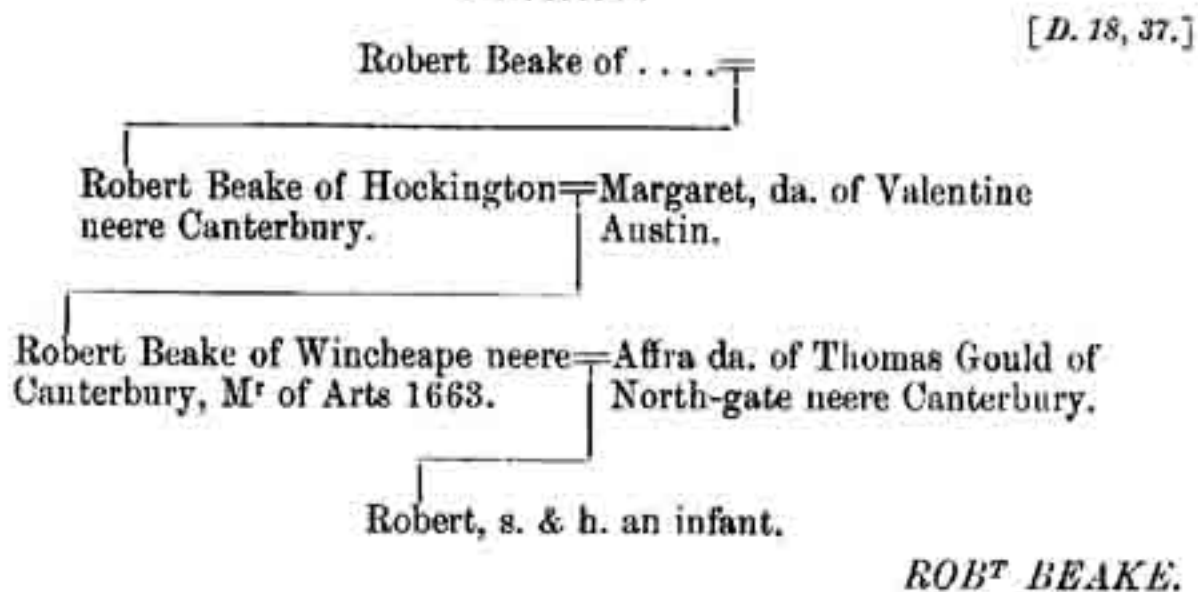 [D. 18, 37.]
Robert Beake of . . . .
Robert Beake of Hockington=Margaret, da. of Valentine
neere Canterbury. Austin.
Robert Beake of Wincheape neere=Affra da. of Thomas Gould of
Canterbury, Mʳ of Arts 1663. North-gate neere Canterbury.
Robert, s. & h. an infant.
ROBᵀ BEAKE.